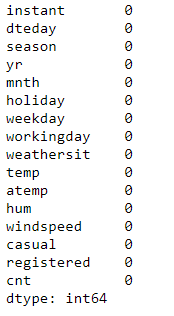 instant 0
dteday 0
season 0
yr 0
mnth 0
holiday 0
weekday 0
workingday 0
weathersit 0
temp 0
atemp 0
hum 0
windspeed 0
casual 0
registered 0
cnt 0
dtype: int64